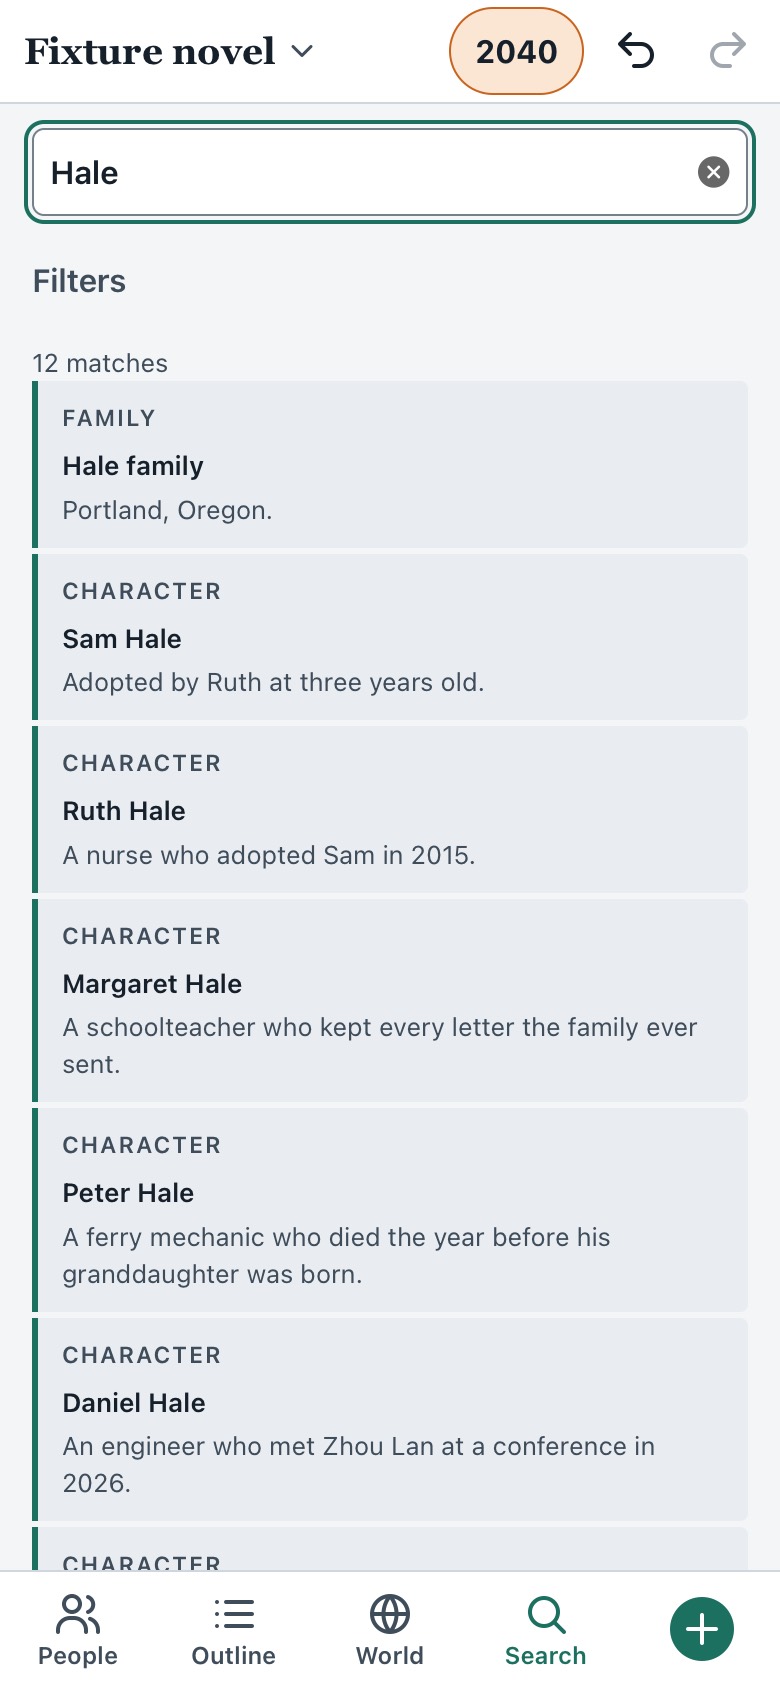 Fixture novel
2040
Hale
Filters
12 matches
FAMILY
Hale family
Portland, Oregon.
CHARACTER
Sam Hale
Adopted by Ruth at three years old.
CHARACTER
Ruth Hale
A nurse who adopted Sam in 2015.
CHARACTER
Margaret Hale
A schoolteacher who kept every letter the family ever
sent.
CHARACTER
Peter Hale
A ferry mechanic who died the year before his
granddaughter was born.
CHARACTER
Daniel Hale
An engineer who met Zhou Lan at a conference in
2026.
CHARACTER
People
Outline
World
Search